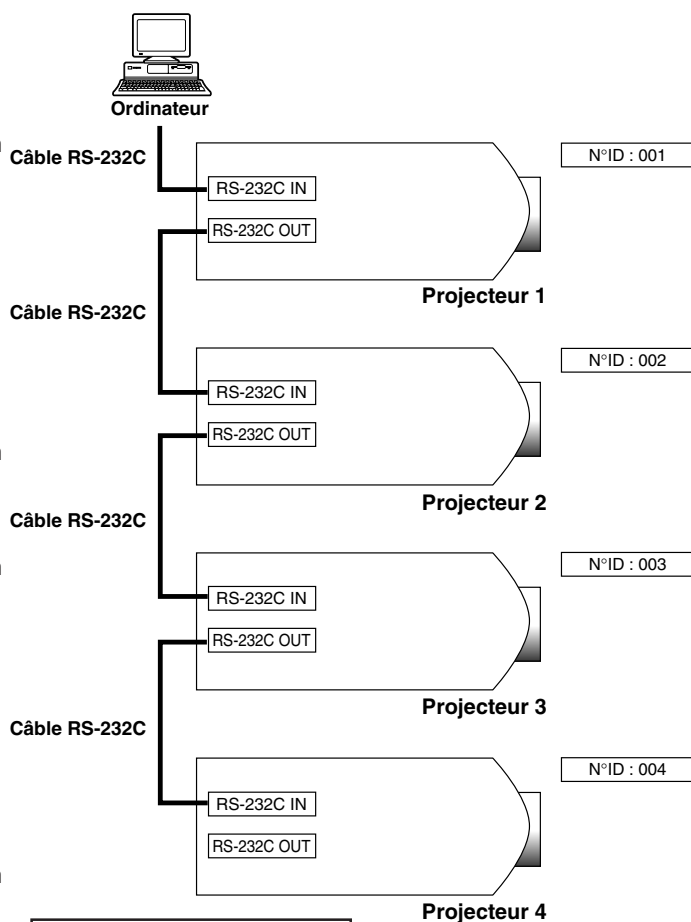 Ordinateur
Câble RS-232C
N°ID : 001
RS-232C IN
RS-232C OUT
Projecteur 1
Câble RS-232C
N°ID : 002
RS-232C IN
RS-232C OUT
Projecteur 2
Câble RS-232C
N°ID : 003
RS-232C IN
RS-232C OUT
Projecteur 3
Câble RS-232C
N°ID : 004
RS-232C IN
RS-232C OUT
Projecteur 4